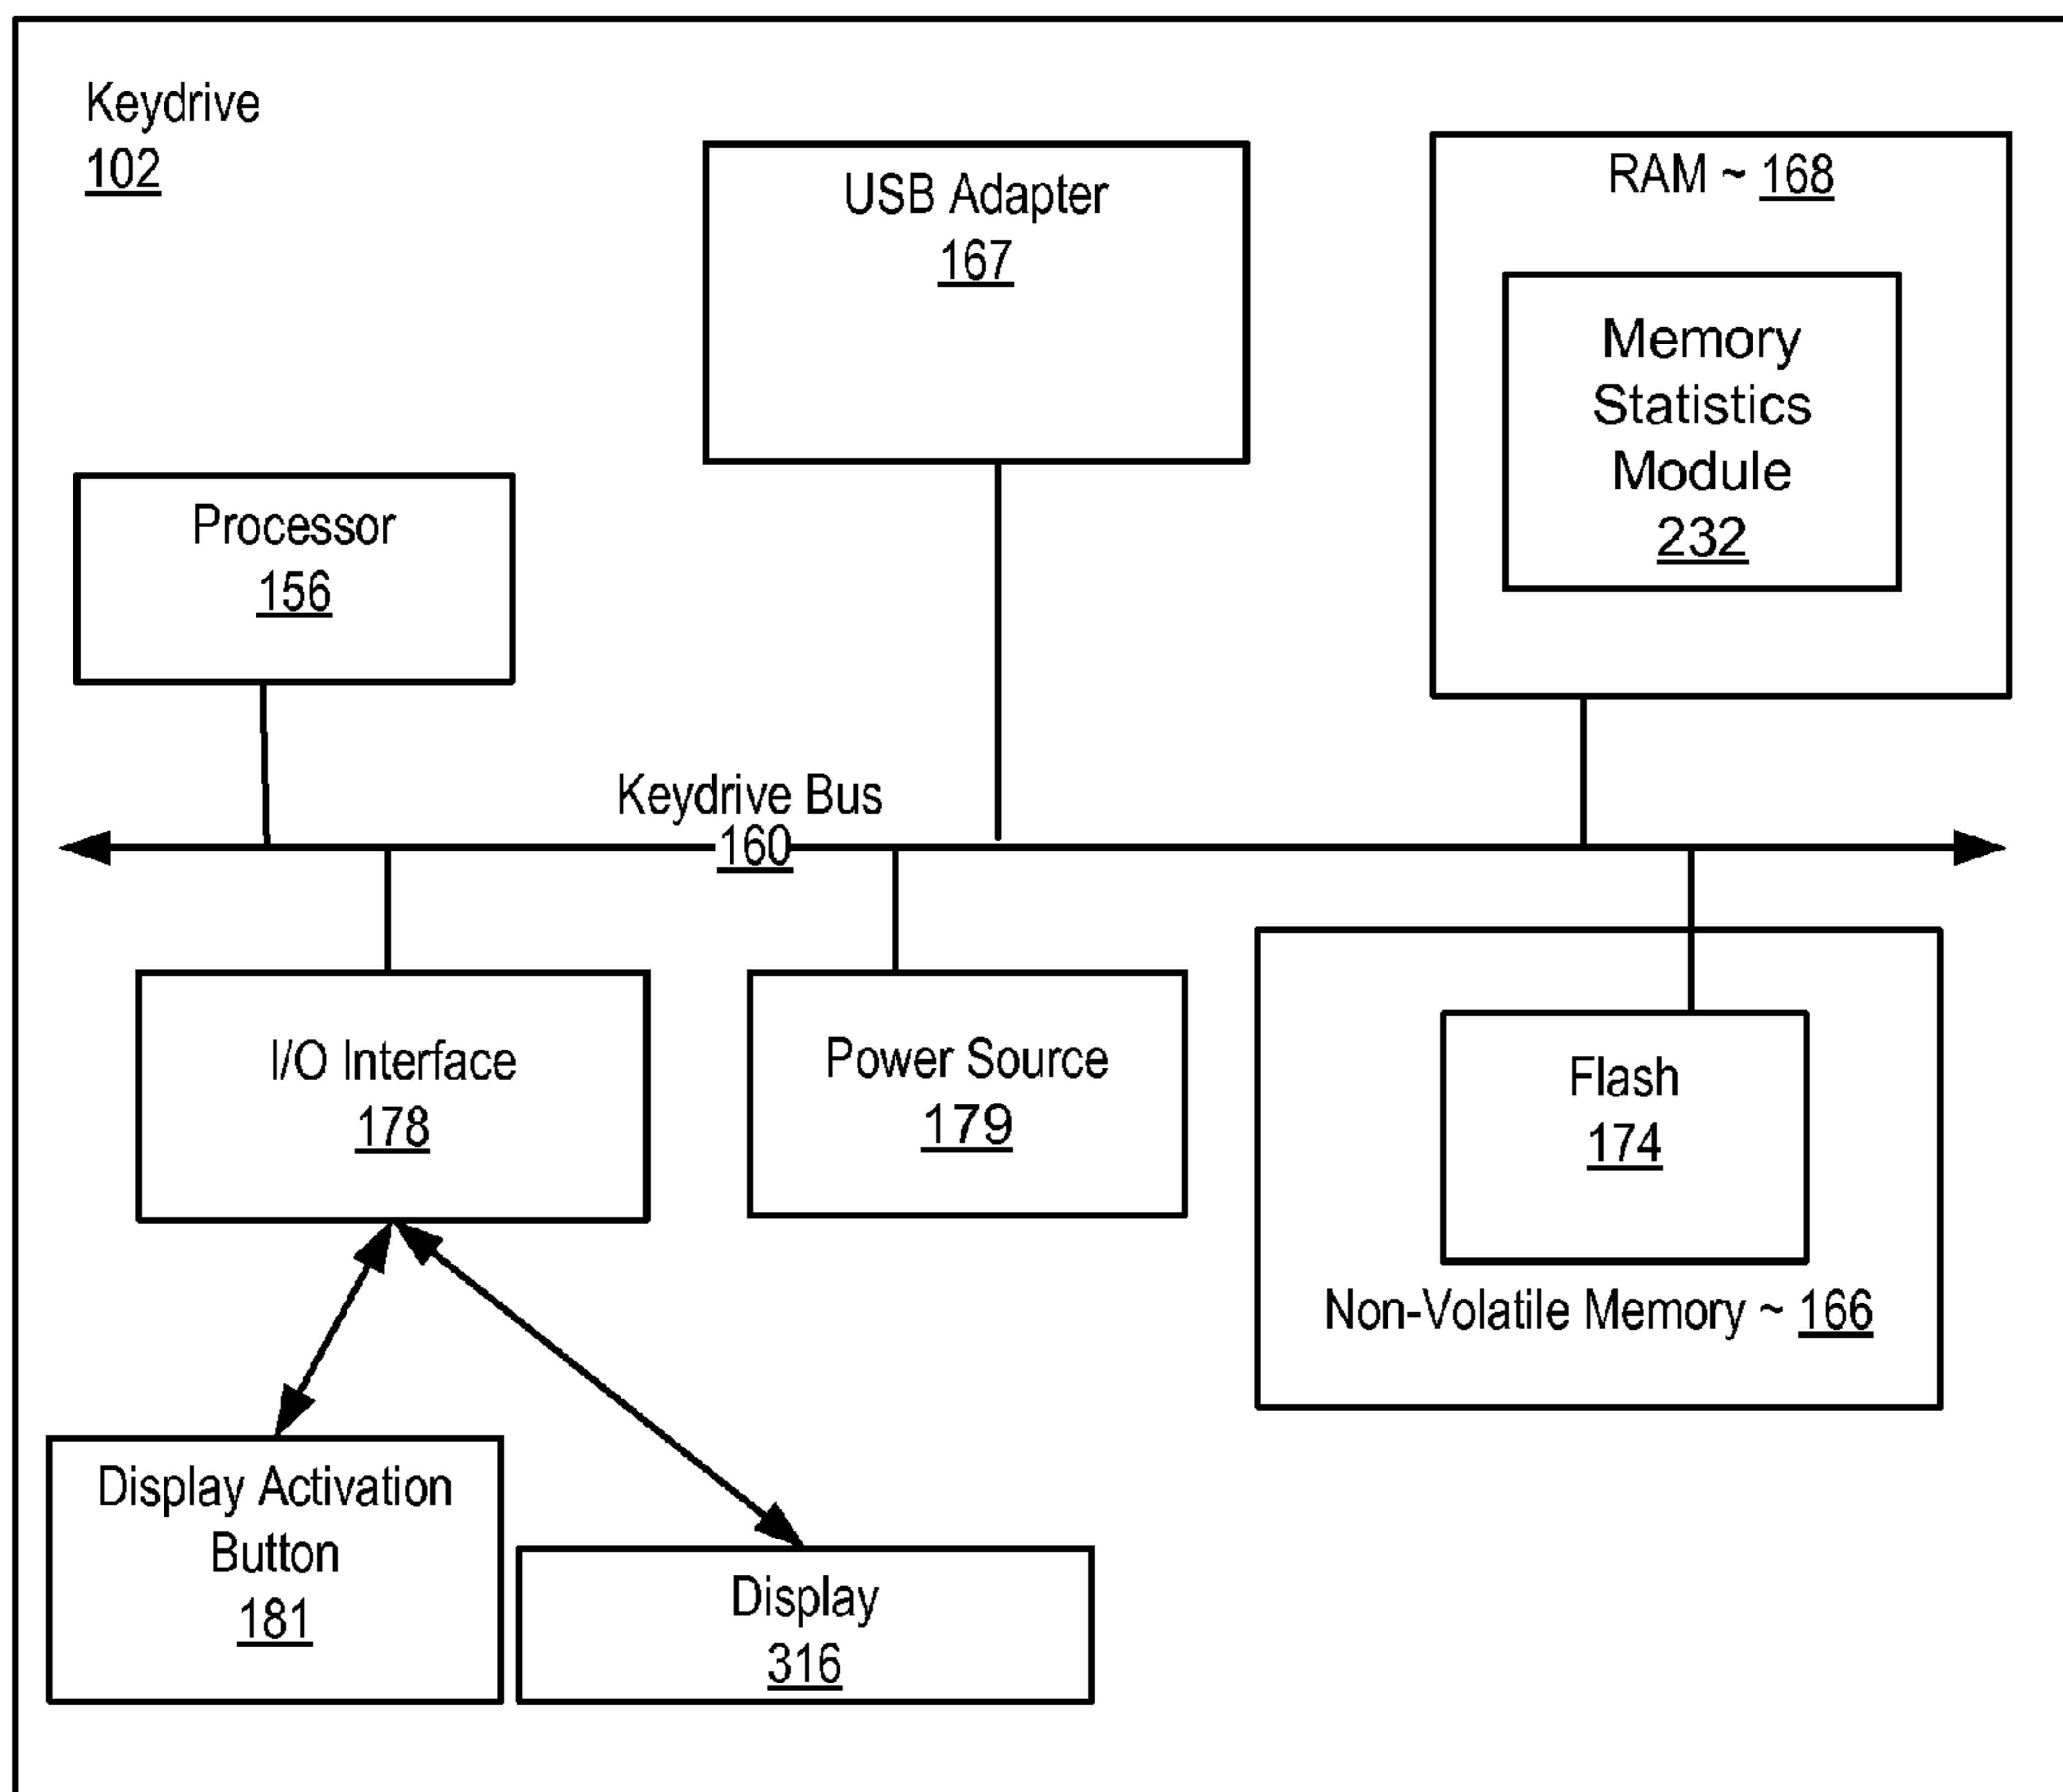 Keydrive
102
USB Adapter
167
RAM ~ 168
Memory
Statistics
Module
232
Processor
156
Keydrive Bus
160
I/O Interface
178
Power Source
179
Flash
174
Non-Volatile Memory ~ 166
Display Activation
Button
181
Display
316